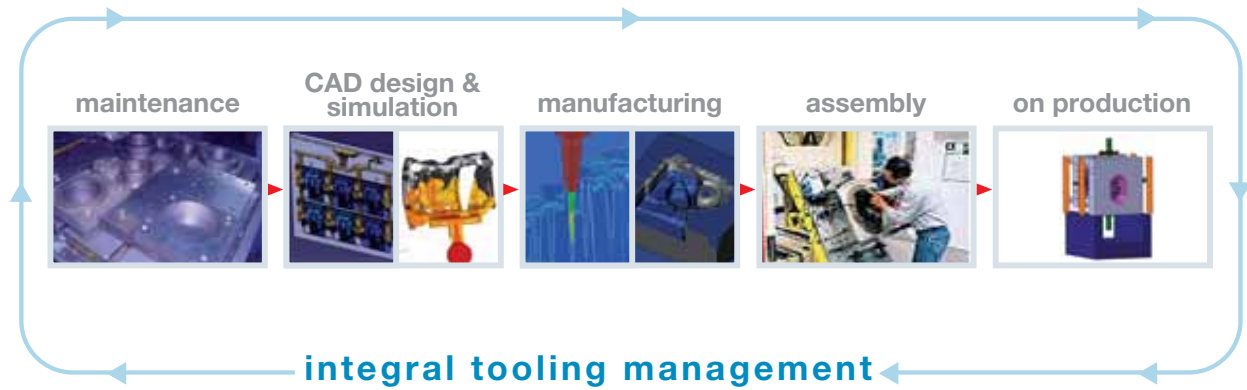 maintenance
CAD design &
simulation
manufacturing
assembly
on production
integral tooling management